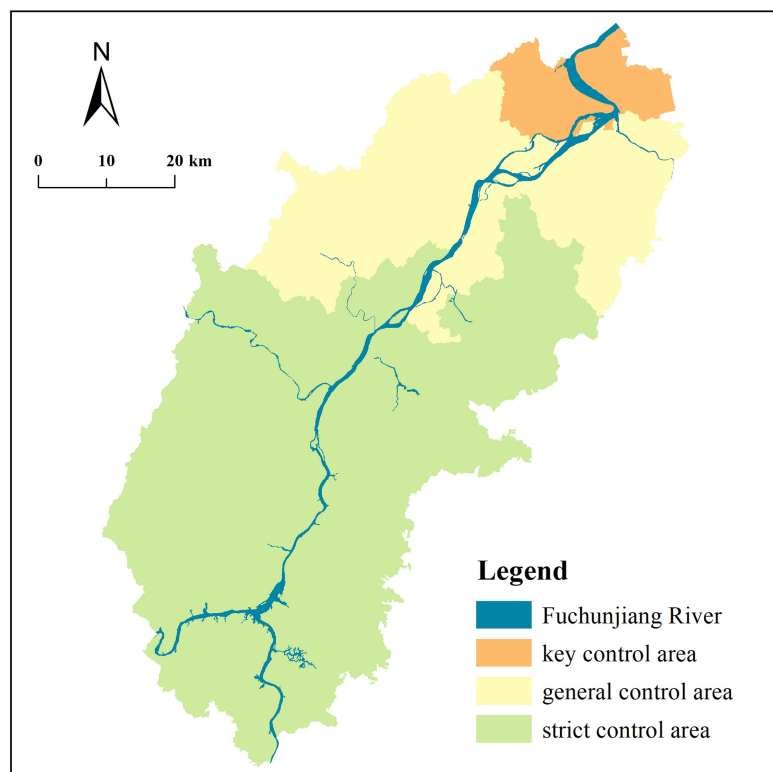 N
0 10 20 km
Legend
Fuchunjiang River
key control area
general control area
strict control area